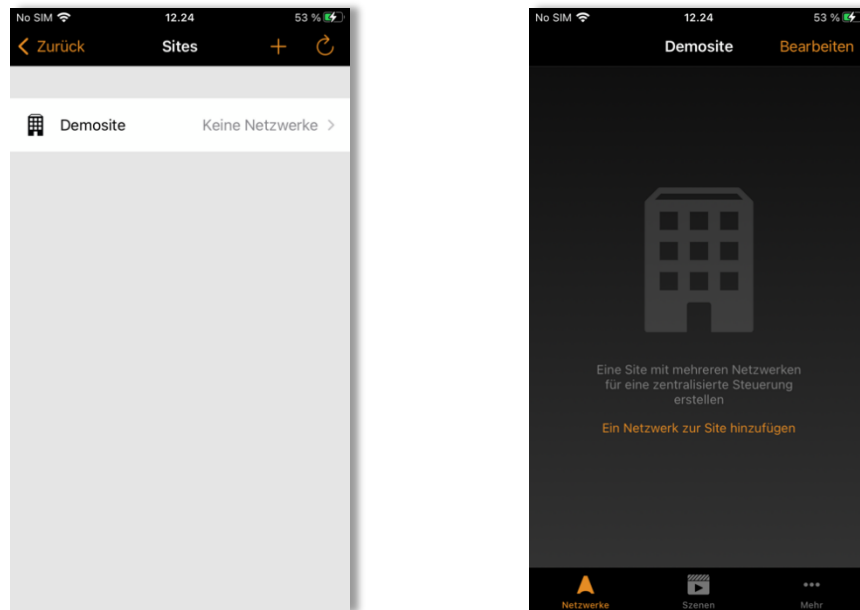 No SIM 12.24 53 %
Zurück Sites
Demosite Keine Netzwerke
No SIM 12.24 53 %
Demosite Bearbeiten
Eine Site mit mehreren Netzwerken
für eine zentralisierte Steuerung
erstellen
Ein Netzwerk zur Site hinzufügen
Netzwerke Szenen Mehr